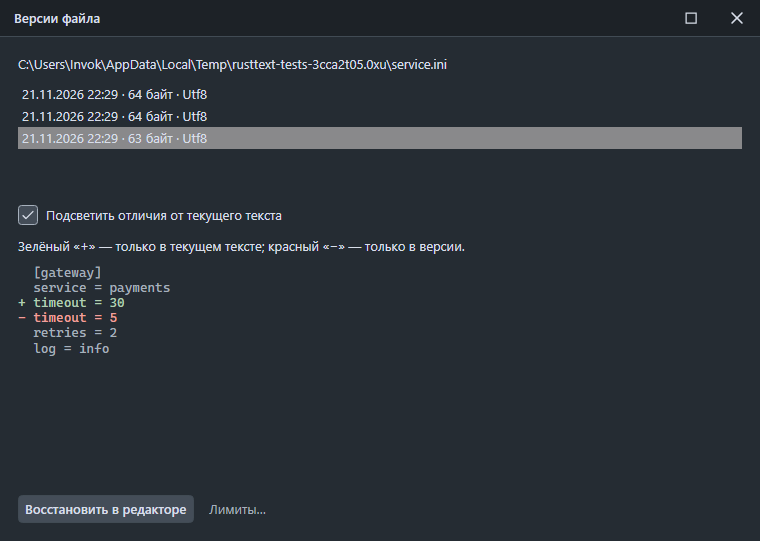 Версии файла
C:\Users\Invok\AppData\Local\Temp\rusttext-tests-3cca2t05.0xu\service.ini
21.11.2026 22:29 · 64 байт · Utf8
21.11.2026 22:29 · 64 байт · Utf8
21.11.2026 22:29 · 63 байт · Utf8
Подсветить отличия от текущего текста
Зелёный «+» — только в текущем тексте; красный «−» — только в версии.
[gateway]
service = payments
+ timeout = 30
− timeout = 5
retries = 2
log = info
Восстановить в редакторе
Лимиты...